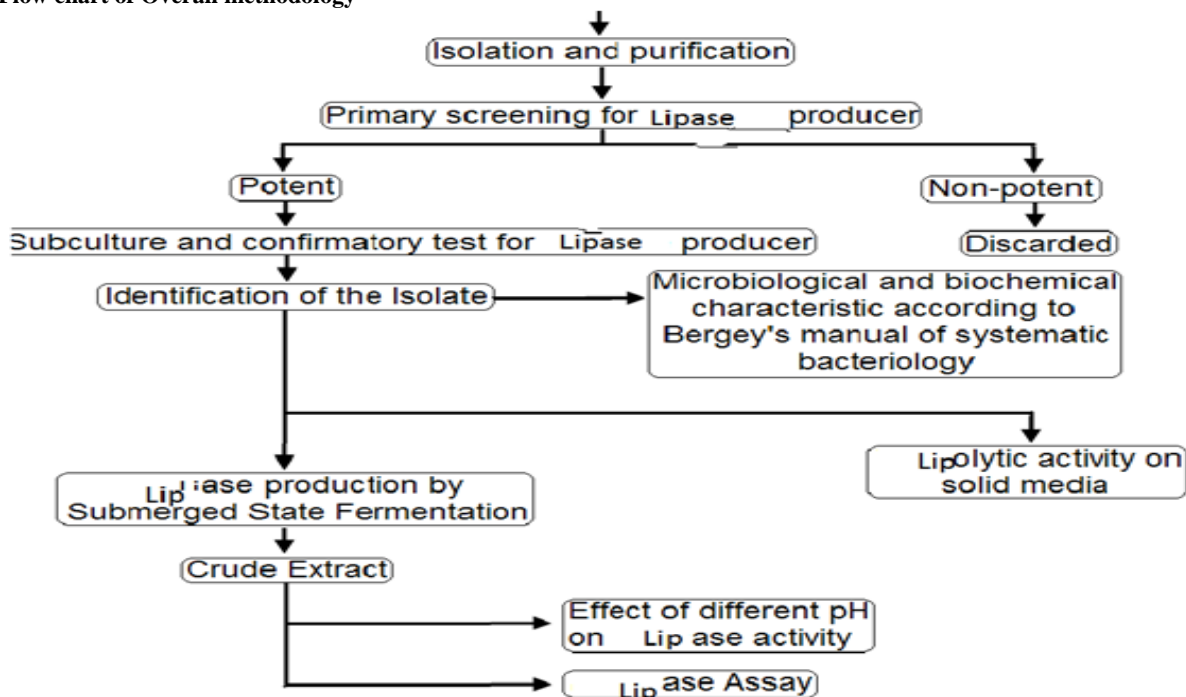 Flow chart of Overall methodology
Isolation and purification
Primary screening for Lipase producer
Potent
Non-potent
Subculture and confirmatory test for Lipase producer
Discarded
Identification of the Isolate
Microbiological and biochemical
characteristic according to
Bergey's manual of systematic
bacteriology
Lipolytic activity on
solid media
Lipase production by
Submerged State Fermentation
Crude Extract
Effect of different pH
on Lip ase activity
Lip ase Assay